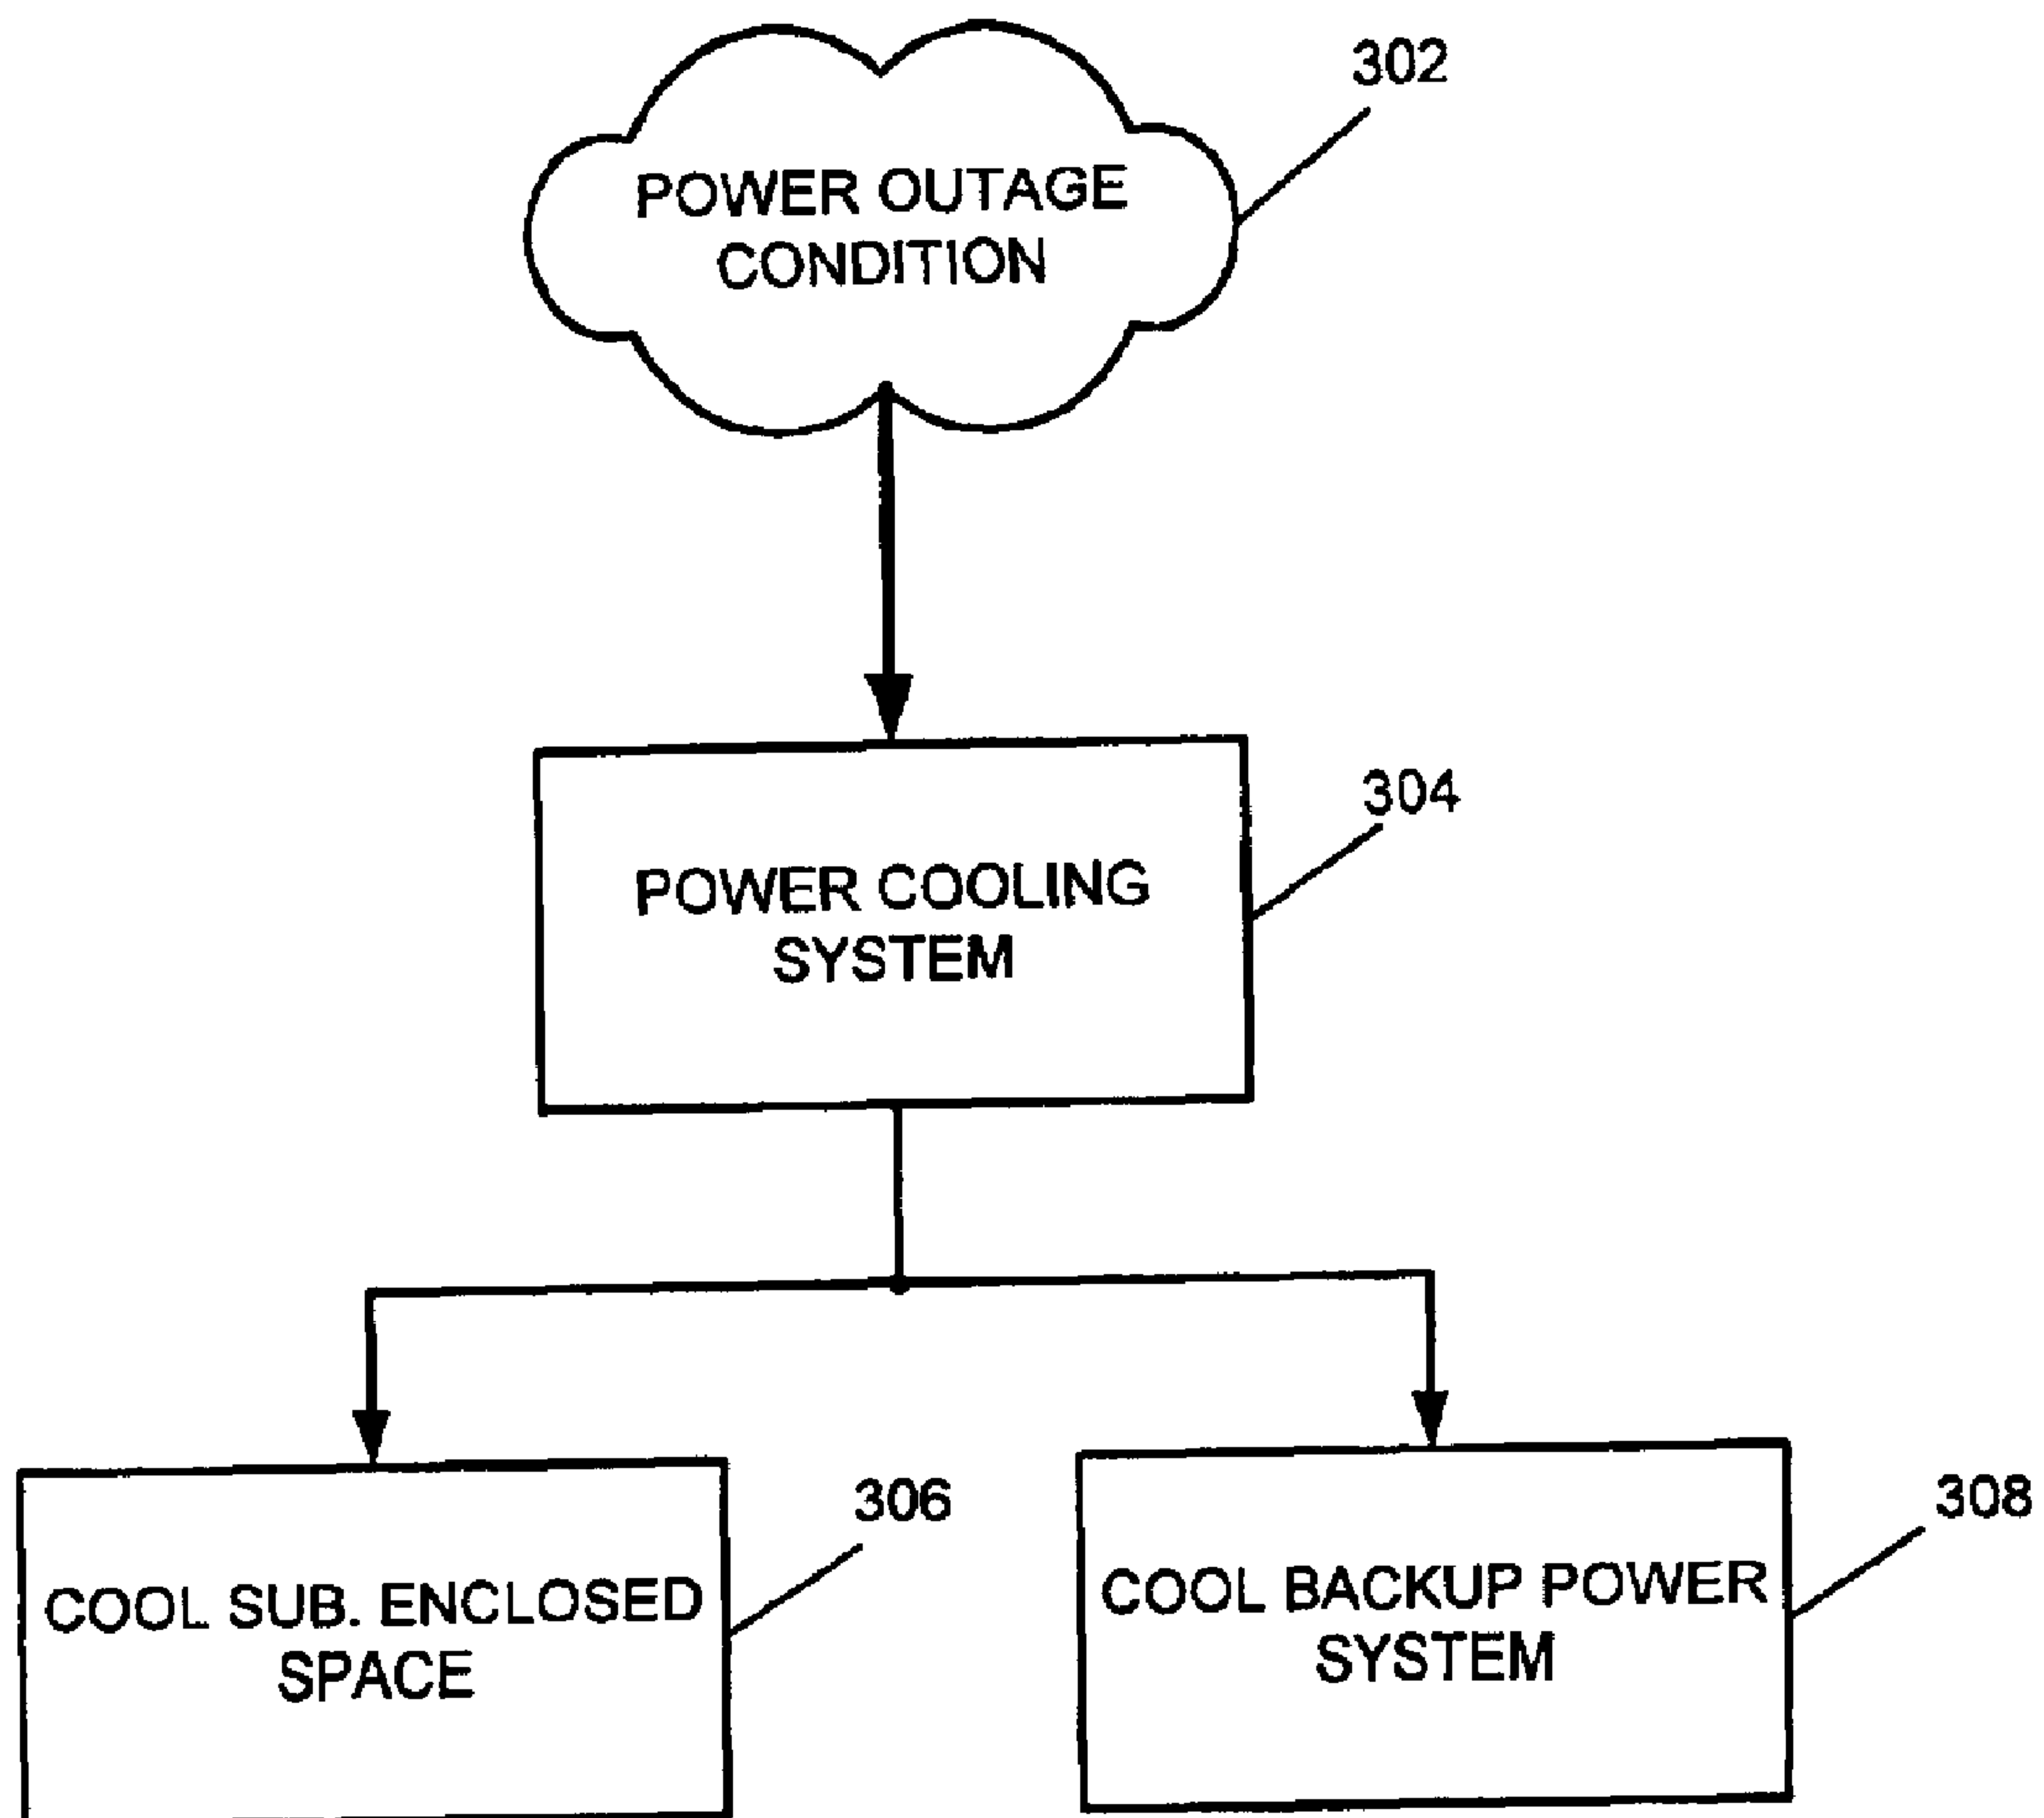 302
POWER OUTAGE
CONDITION
304
POWER COOLING
SYSTEM
306
COOL SUB. ENCLOSED
SPACE
308
COOL BACKUP POWER
SYSTEM